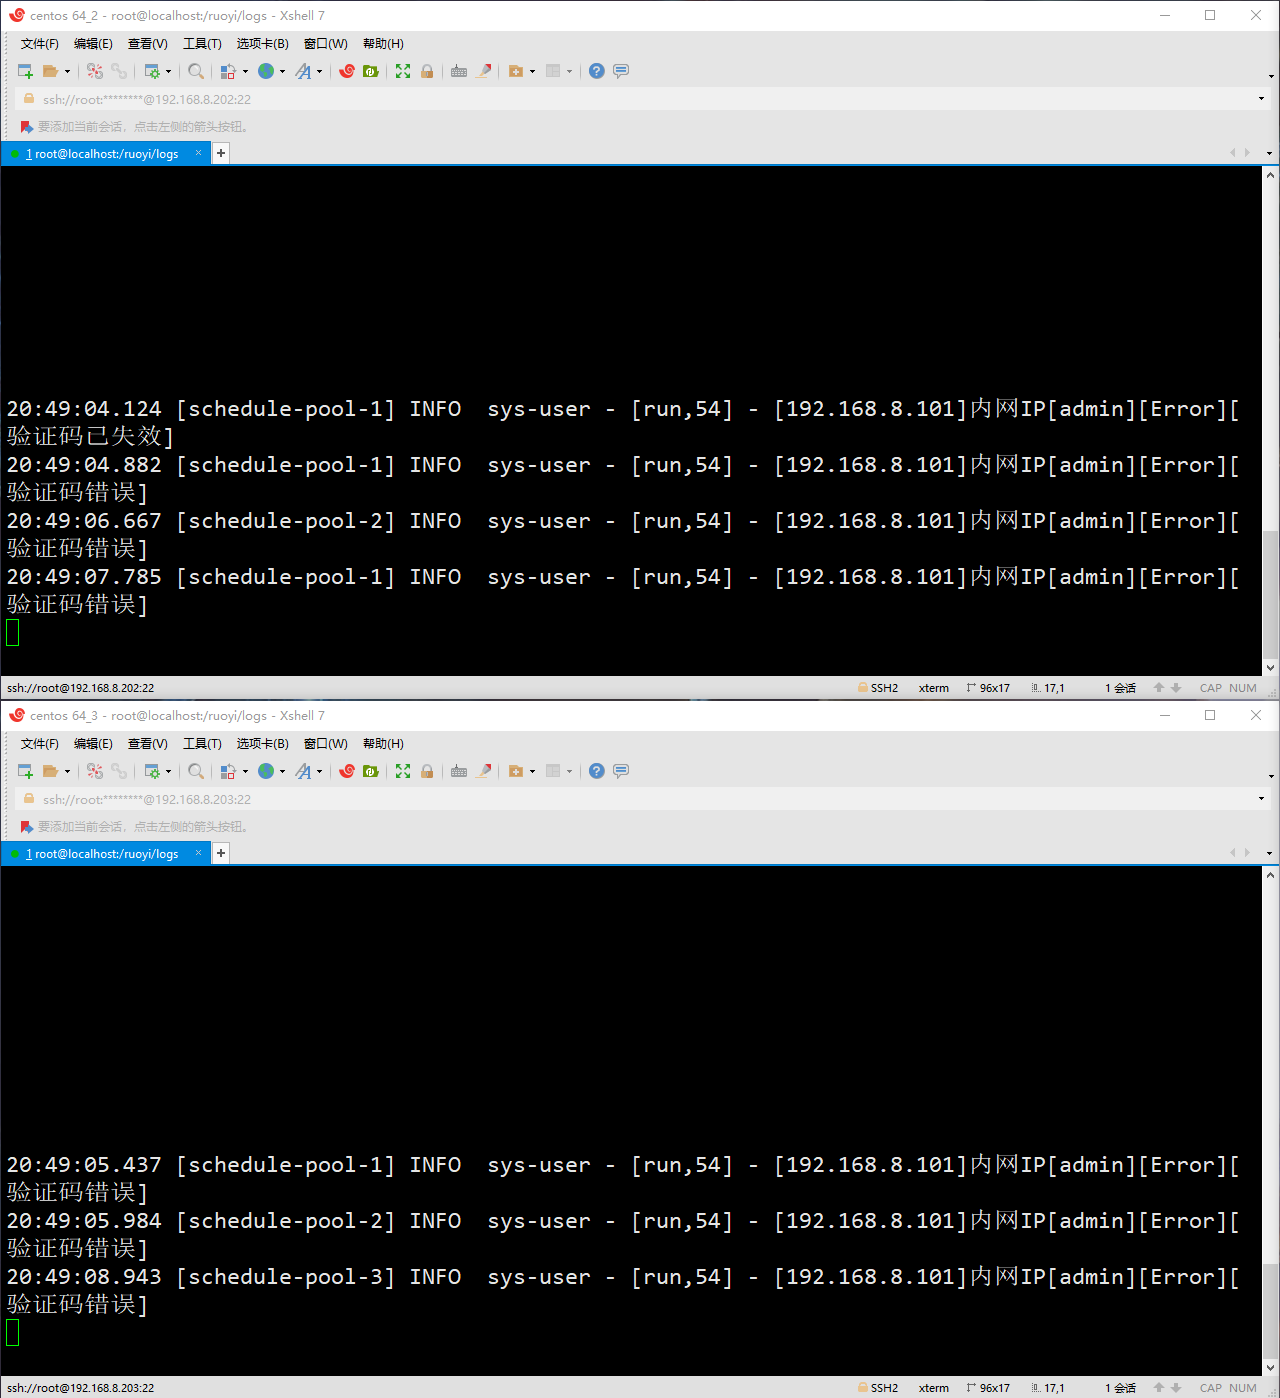 centos 64_2 - root@localhost:/ruoyi/logs - Xshell 7
文件(F) 编辑(E) 查看(V) 工具(T) 选项卡(B) 窗口(W) 帮助(H)
ssh://root:********@192.168.8.202:22
要添加当前会话，点击左侧的箭头按钮。
1 root@localhost:/ruoyi/logs × +
20:49:04.124 [schedule-pool-1] INFO  sys-user - [run,54] - [192.168.8.101]内网IP[admin][Error][
验证码已失效]
20:49:04.882 [schedule-pool-1] INFO  sys-user - [run,54] - [192.168.8.101]内网IP[admin][Error][
验证码错误]
20:49:06.667 [schedule-pool-2] INFO  sys-user - [run,54] - [192.168.8.101]内网IP[admin][Error][
验证码错误]
20:49:07.785 [schedule-pool-1] INFO  sys-user - [run,54] - [192.168.8.101]内网IP[admin][Error][
验证码错误]
ssh://root@192.168.8.202:22 SSH2 xterm 96x17 17,1 1 会话 CAP NUM
centos 64_3 - root@localhost:/ruoyi/logs - Xshell 7
文件(F) 编辑(E) 查看(V) 工具(T) 选项卡(B) 窗口(W) 帮助(H)
ssh://root:********@192.168.8.203:22
要添加当前会话，点击左侧的箭头按钮。
1 root@localhost:/ruoyi/logs × +
20:49:05.437 [schedule-pool-1] INFO  sys-user - [run,54] - [192.168.8.101]内网IP[admin][Error][
验证码错误]
20:49:05.984 [schedule-pool-2] INFO  sys-user - [run,54] - [192.168.8.101]内网IP[admin][Error][
验证码错误]
20:49:08.943 [schedule-pool-3] INFO  sys-user - [run,54] - [192.168.8.101]内网IP[admin][Error][
验证码错误]
ssh://root@192.168.8.203:22 SSH2 xterm 96x17 17,1 1 会话 CAP NUM